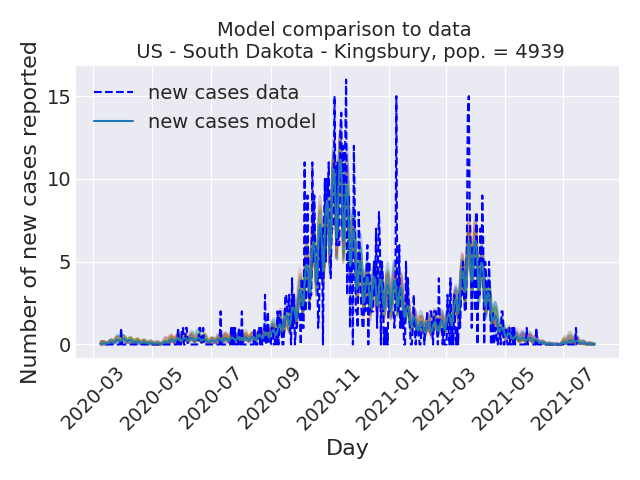 Model comparison to data
US - South Dakota - Kingsbury, pop. = 4939
Number of new cases reported
15
10
5
0
new cases data
new cases model
2020-03
2020-05
2020-07
2020-09
2020-11
2021-01
2021-03
2021-05
2021-07
Day